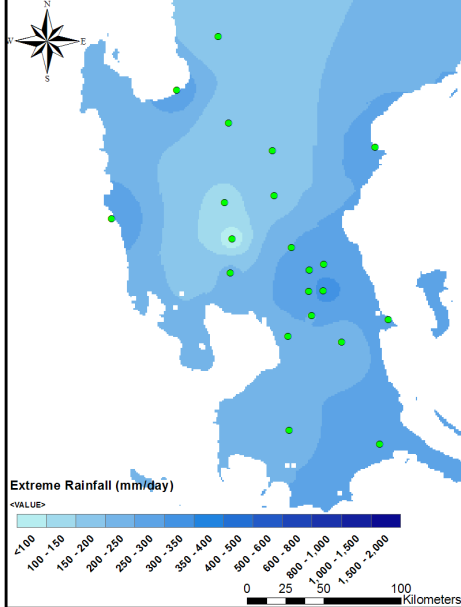 N
W E
S
Extreme Rainfall (mm/day)
<VALUE>
<100
100 - 150
150 - 200
200 - 250
250 - 300
300 - 350
350 - 400
400 - 500
500 - 600
600 - 800
800 - 1,000
1,000 - 1,500
1,500 - 2,000
0 25 50 100
Kilometers